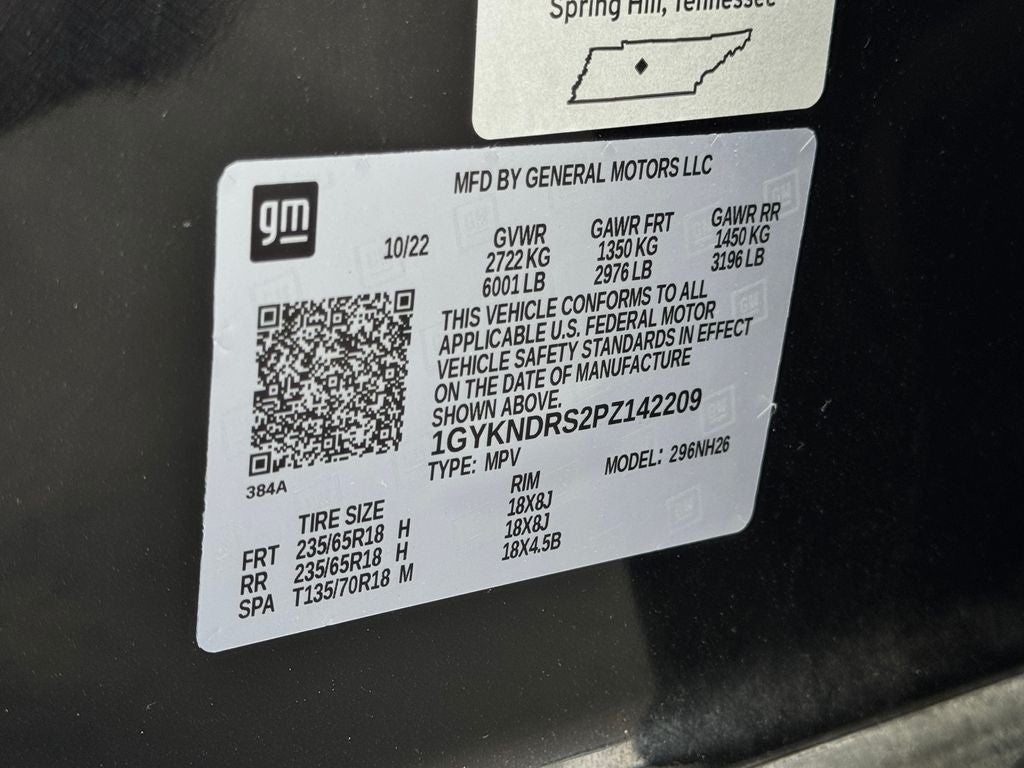 Spring Hill, Tennessee
gm
MFD BY GENERAL MOTORS LLC
10/22
GVWR
2722 KG
6001 LB
GAWR FRT
1350 KG
2976 LB
GAWR RR
1450 KG
3196 LB
THIS VEHICLE CONFORMS TO ALL
APPLICABLE U.S. FEDERAL MOTOR
VEHICLE SAFETY STANDARDS IN EFFECT
ON THE DATE OF MANUFACTURE
SHOWN ABOVE.
1GYKNDRS2PZ142209
TYPE: MPV
MODEL: 296NH26
384A
TIRE SIZE
RIM
FRT 235/65R18 H 18X8J
RR 235/65R18 H 18X8J
SPA T135/70R18 M 18X4.5B